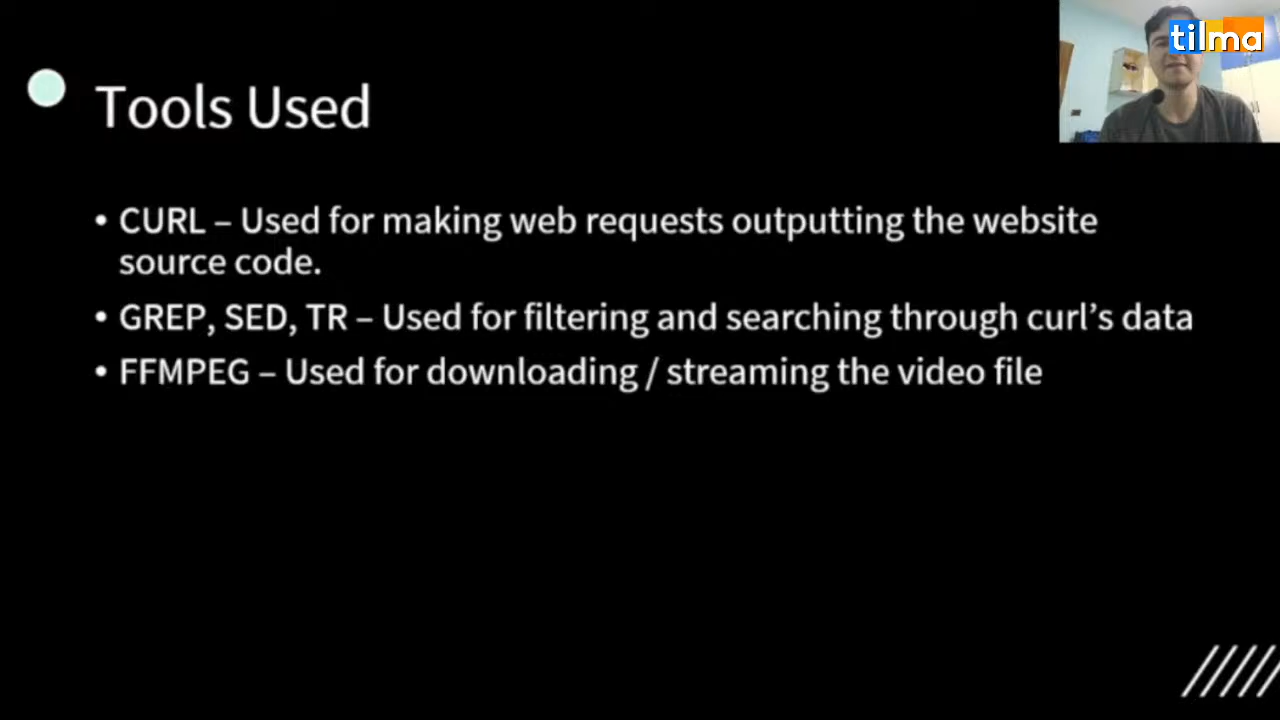 tilma
Tools Used
• CURL – Used for making web requests outputting the website
source code.
• GREP, SED, TR – Used for filtering and searching through curl’s data
• FFMPEG – Used for downloading / streaming the video file